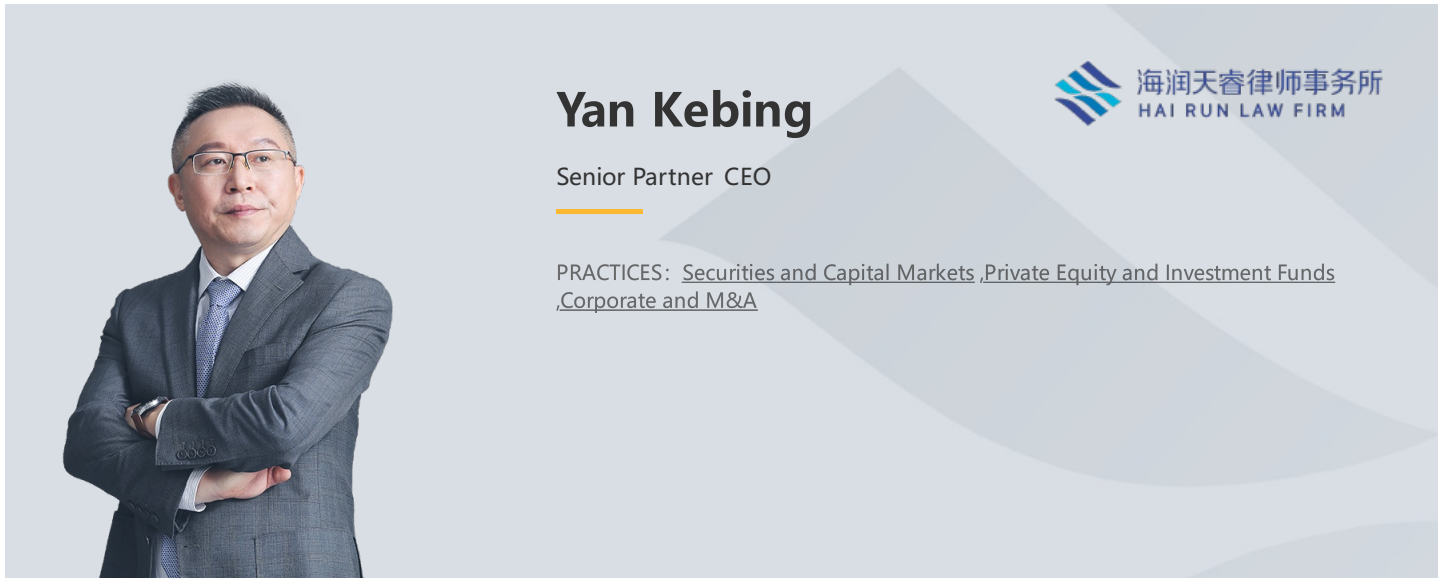 海润天睿律师事务所
HAI RUN LAW FIRM
Yan Kebing
Senior Partner CEO
PRACTICES: Securities and Capital Markets ,Private Equity and Investment Funds
,Corporate and M&A